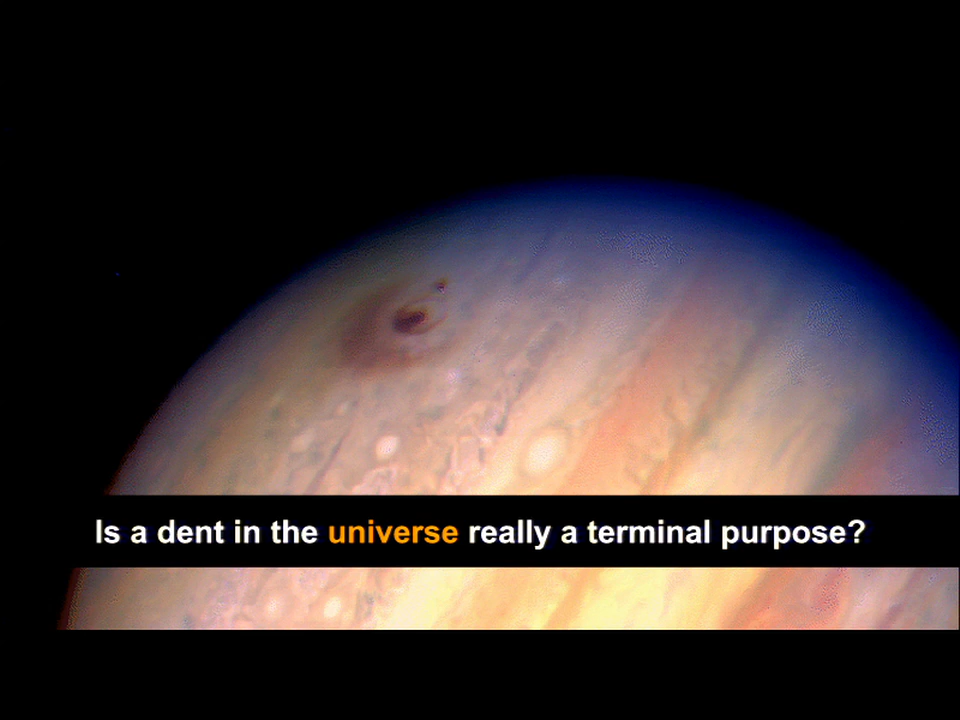 Is a dent in the universe really a terminal purpose?